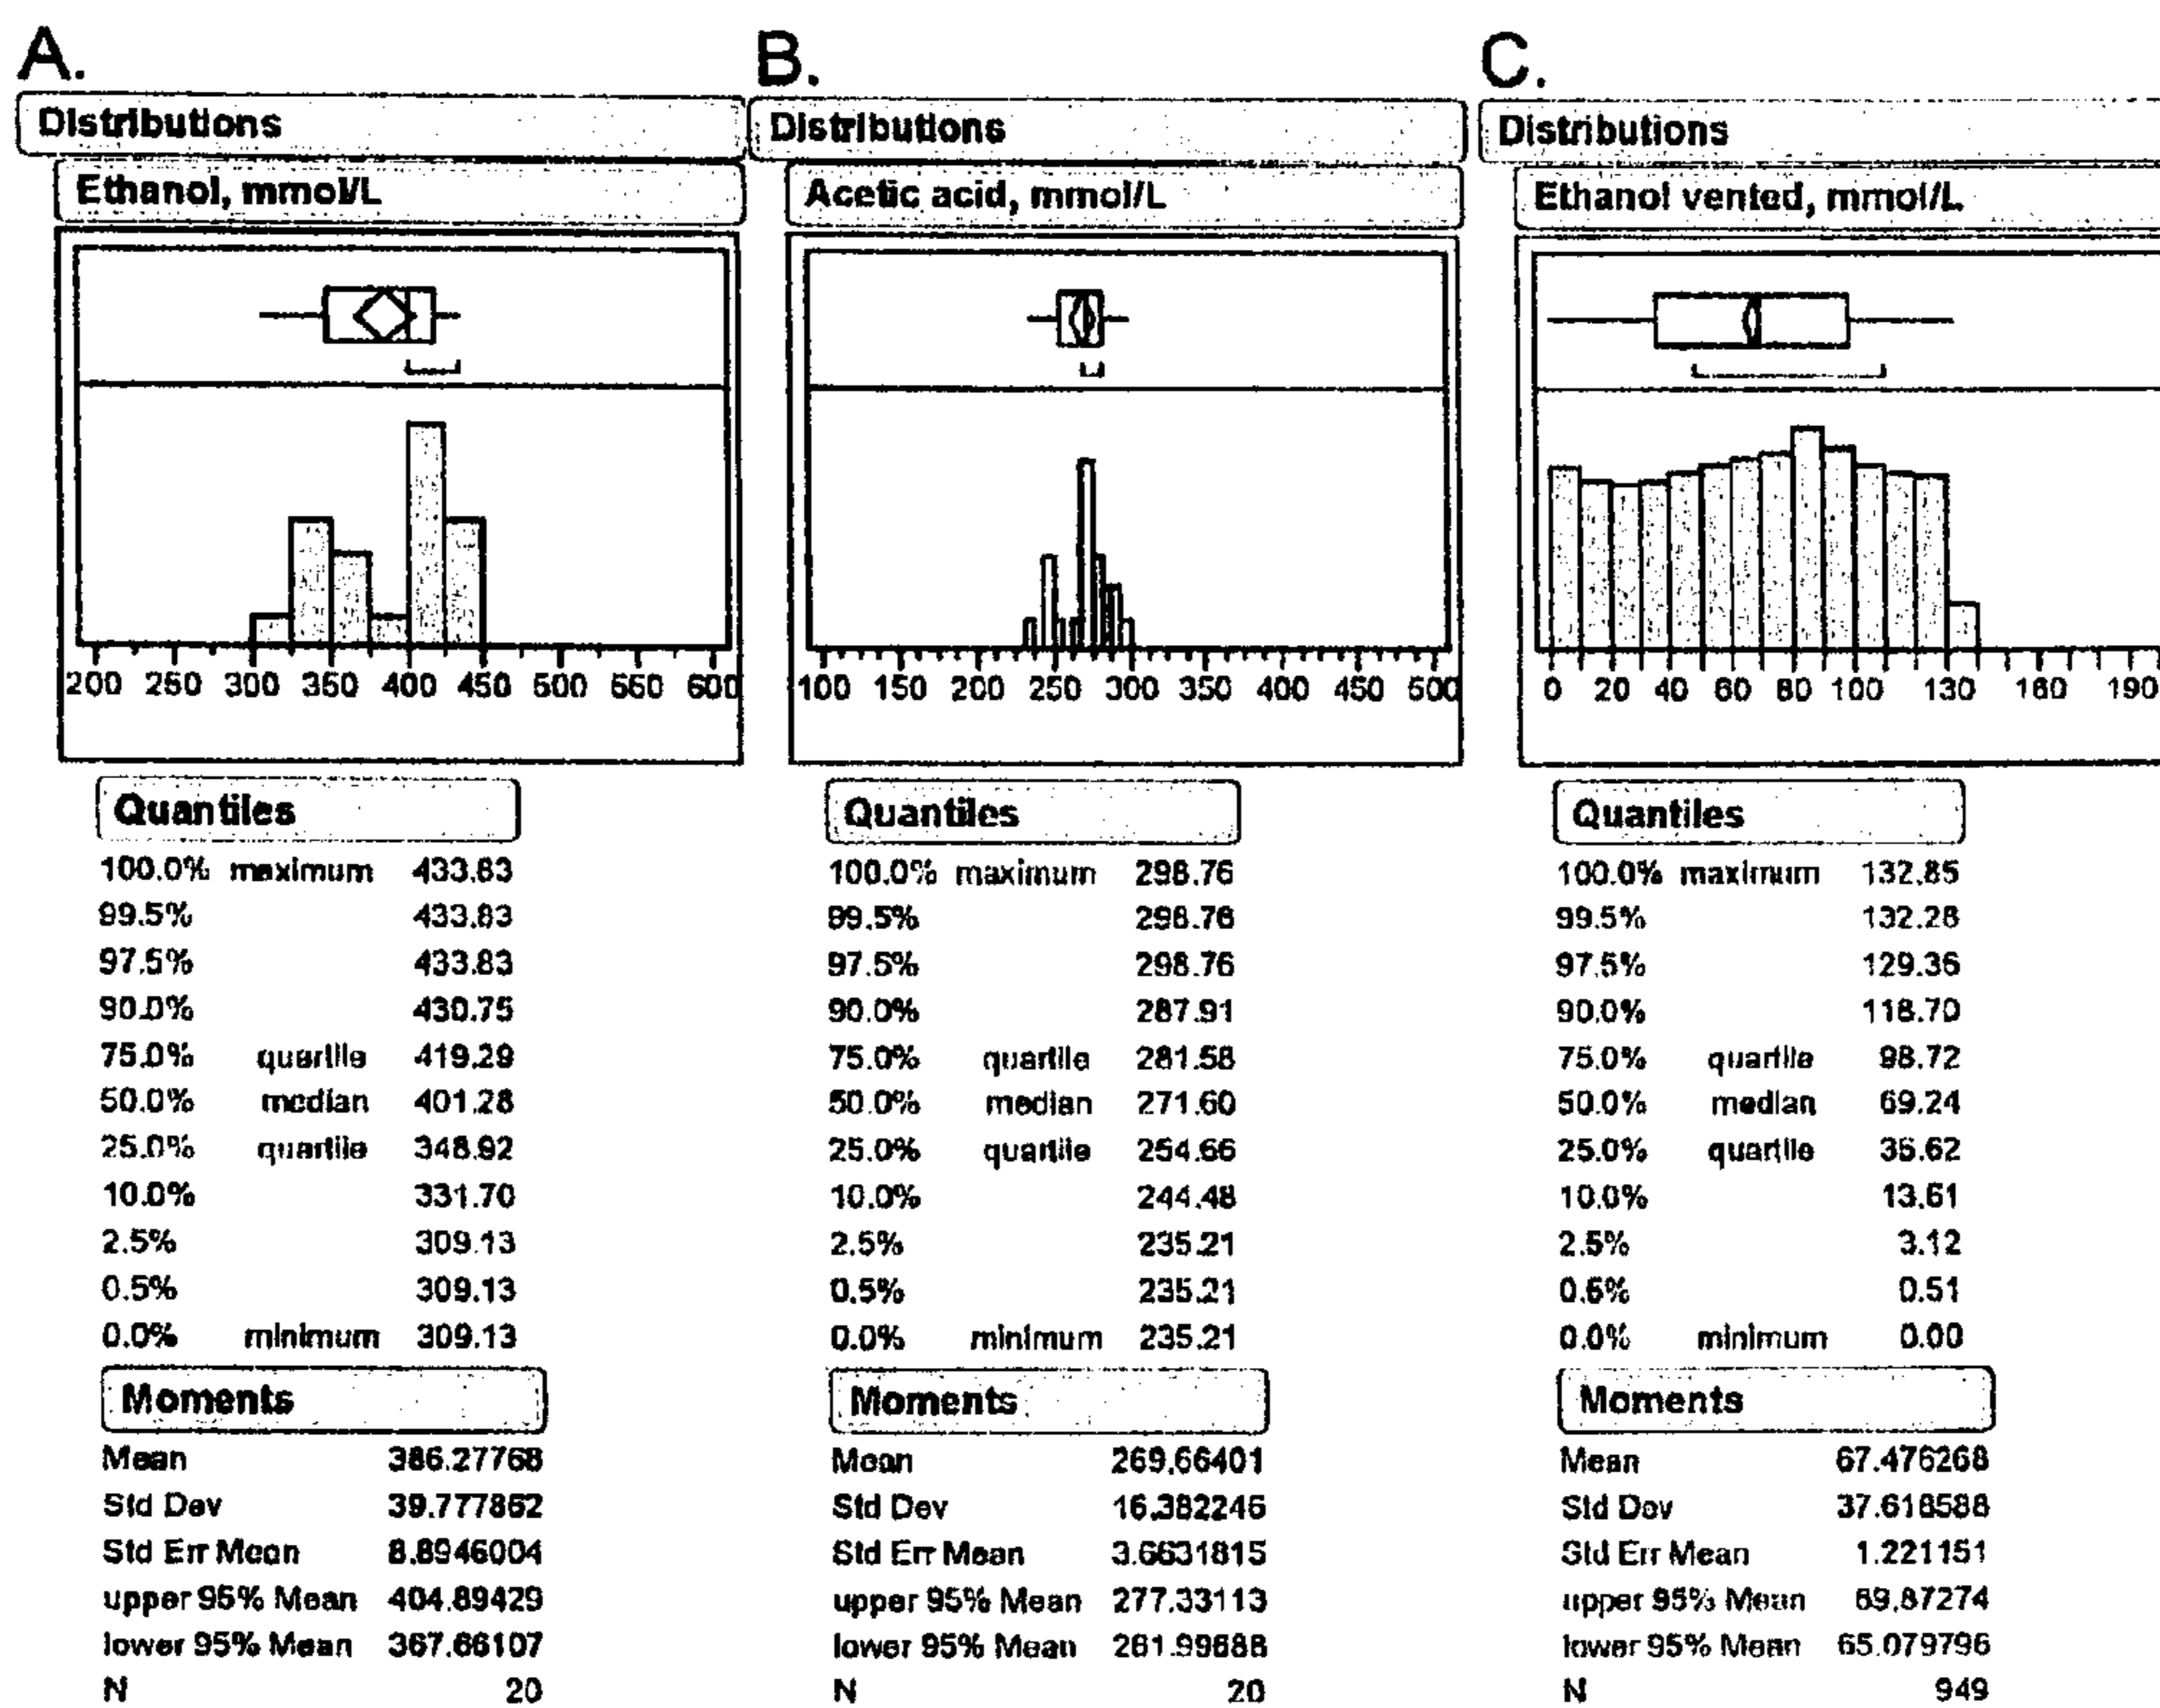 A.
Distributions
Ethanol, mmol/L
200 250 300 350 400 450 500 550 600
Quantiles
100.0% maximum 433.83
99.5% 433.83
97.5% 433.83
90.0% 430.75
75.0% quartile 419.29
50.0% median 401.28
25.0% quartile 348.92
10.0% 331.70
2.5% 309.13
0.5% 309.13
0.0% minimum 309.13
Moments
Mean 386.27768
Std Dev 39.777862
Std Err Mean 8.8946004
upper 95% Mean 404.89429
lower 95% Mean 367.66107
N 20
B.
Distributions
Acetic acid, mmol/L
100 150 200 250 300 350 400 450 500
Quantiles
100.0% maximum 298.76
99.5% 298.76
97.5% 298.76
90.0% 287.91
75.0% quartile 281.58
50.0% median 271.60
25.0% quartile 254.66
10.0% 244.48
2.5% 235.21
0.5% 235.21
0.0% minimum 235.21
Moments
Mean 269.66401
Std Dev 16.382246
Std Err Mean 3.6631815
upper 95% Mean 277.33113
lower 95% Mean 261.99688
N 20
C.
Distributions
Ethanol vented, mmol/L
0 20 40 60 80 100 130 160 190
Quantiles
100.0% maximum 132.85
99.5% 132.28
97.5% 129.36
90.0% 118.70
75.0% quartile 98.72
50.0% median 69.24
25.0% quartile 35.62
10.0% 13.61
2.5% 3.12
0.5% 0.51
0.0% minimum 0.00
Moments
Mean 67.476268
Std Dev 37.618588
Std Err Mean 1.221151
upper 95% Mean 69.87274
lower 95% Mean 65.079796
N 949